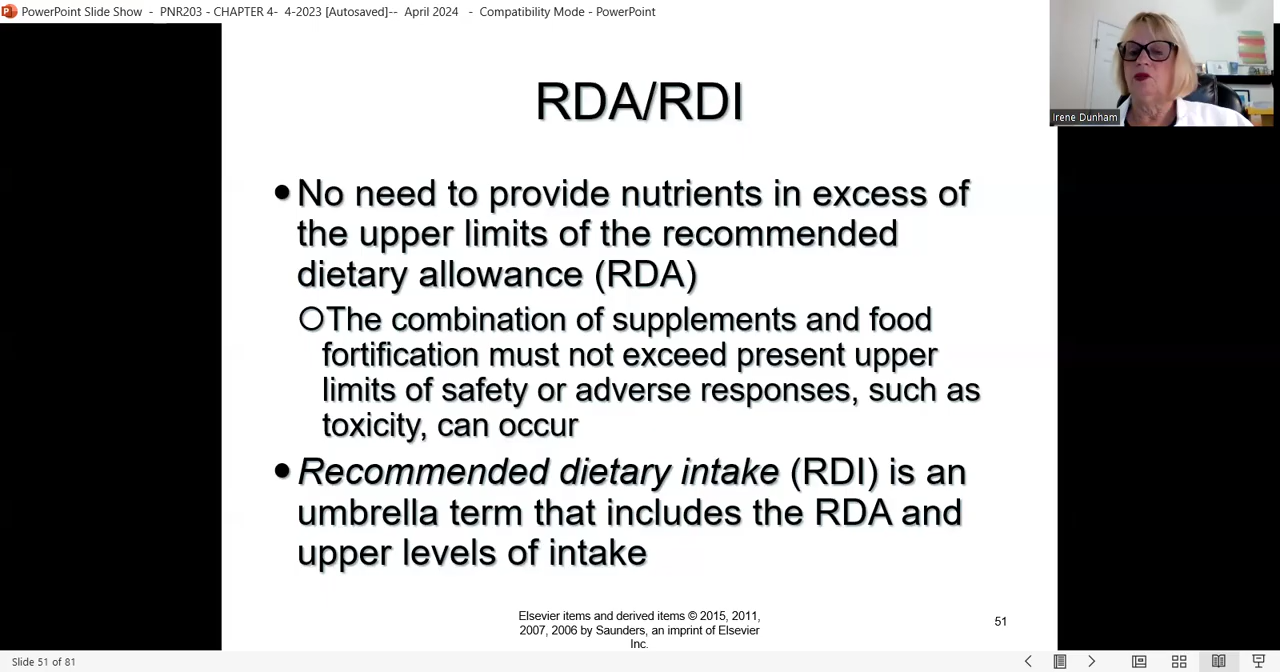 PowerPoint Slide Show - PNR203 - CHAPTER 4- 4-2023 [Autosaved]-- April 2024 - Compatibility Mode - PowerPoint
Irene Dunham
RDA/RDI
●No need to provide nutrients in excess of
the upper limits of the recommended
dietary allowance (RDA)
○The combination of supplements and food
fortification must not exceed present upper
limits of safety or adverse responses, such as
toxicity, can occur
●Recommended dietary intake (RDI) is an
umbrella term that includes the RDA and
upper levels of intake
Elsevier items and derived items © 2015, 2011,
2007, 2006 by Saunders, an imprint of Elsevier
Inc.
51
Slide 51 of 81